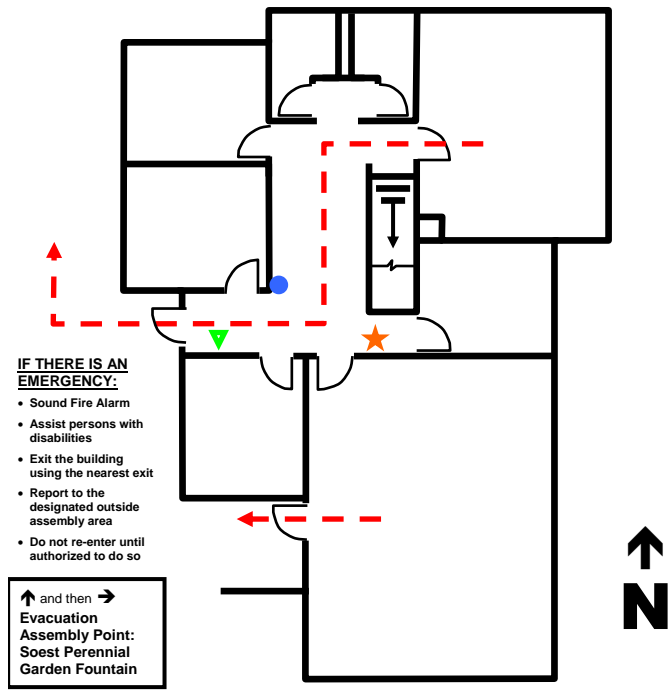 IF THERE IS AN
EMERGENCY:
• Sound Fire Alarm
• Assist persons with
disabilities
• Exit the building
using the nearest exit
• Report to the
designated outside
assembly area
• Do not re-enter until
authorized to do so
↑ and then →
Evacuation
Assembly Point:
Soest Perennial
Garden Fountain
N